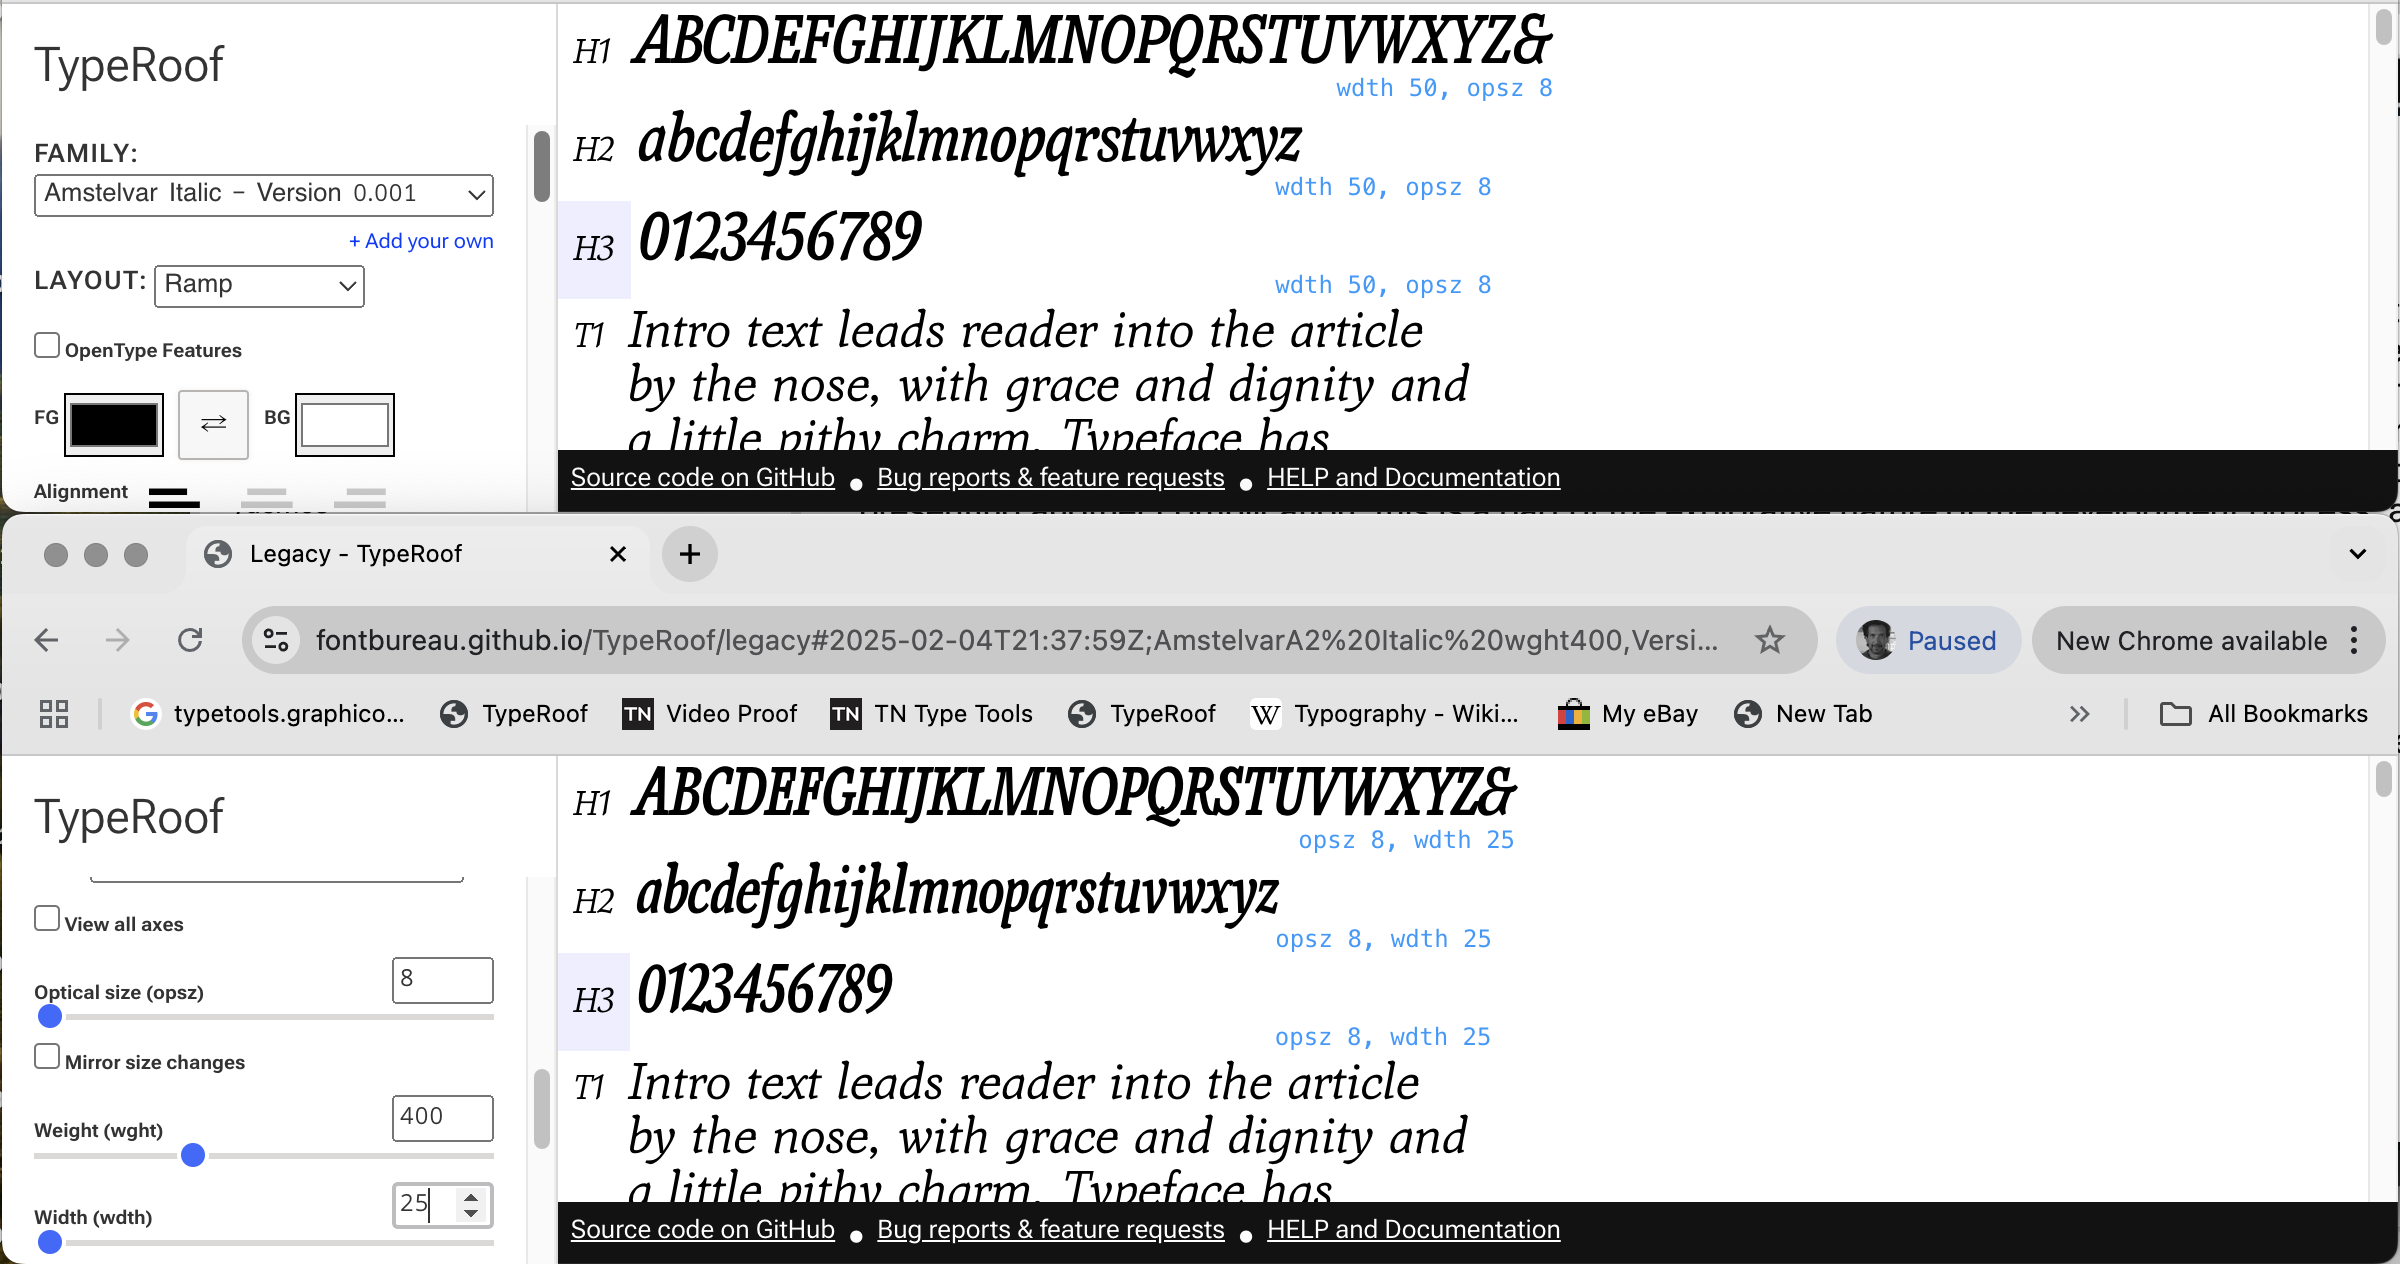 TypeRoof
FAMILY:
Amstelvar Italic – Version 0.001
+ Add your own
LAYOUT: Ramp
OpenType Features
FG ⇄ BG
Alignment
H1 ABCDEFGHIJKLMNOPQRSTUVWXYZ&
wdth 50, opsz 8
H2 abcdefghijklmnopqrstuvwxyz
wdth 50, opsz 8
H3 0123456789
wdth 50, opsz 8
T1 Intro text leads reader into the article
by the nose, with grace and dignity and
a little pithy charm. Typeface has
Source code on GitHub ● Bug reports & feature requests ● HELP and Documentation
Legacy - TypeRoof
fontbureau.github.io/TypeRoof/legacy#2025-02-04T21:37:59Z;AmstelvarA2%20Italic%20wght400,Versi...
Paused
New Chrome available
typetools.graphico... TypeRoof TN Video Proof TN TN Type Tools TypeRoof W Typography - Wiki... My eBay New Tab >> All Bookmarks
TypeRoof
View all axes
Optical size (opsz) 8
Mirror size changes
Weight (wght) 400
Width (wdth) 25
H1 ABCDEFGHIJKLMNOPQRSTUVWXYZ&
opsz 8, wdth 25
H2 abcdefghijklmnopqrstuvwxyz
opsz 8, wdth 25
H3 0123456789
opsz 8, wdth 25
T1 Intro text leads reader into the article
by the nose, with grace and dignity and
a little pithy charm. Typeface has
Source code on GitHub ● Bug reports & feature requests ● HELP and Documentation